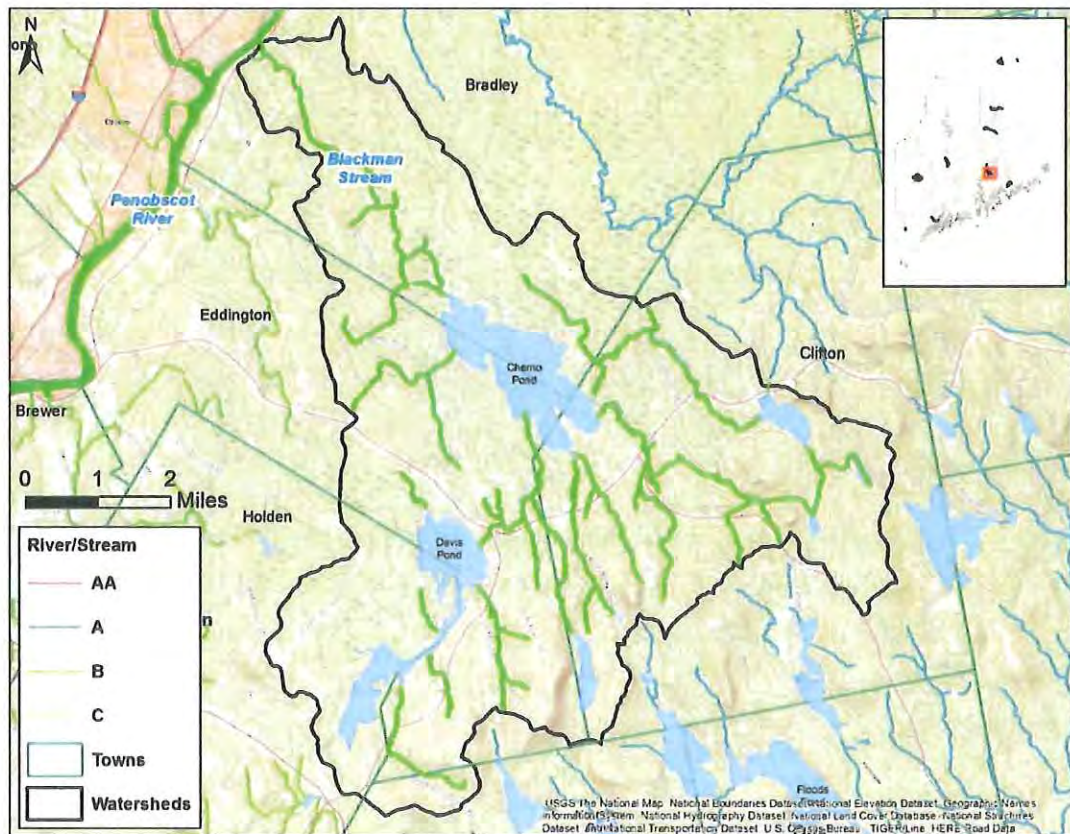 N
Bradley
Blackman
Stream
Penobscot
River
Eddington
Chemo
Pond
Clifton
Brewer
0 1 2
Miles
Holden
Davis
Pond
River/Stream
AA
A
n
B
C
Towns
Watersheds
Floods
USGS The National Map National Boundaries Dataset National Elevation Dataset Geographic Names
Information System National Hydrography Dataset National Land Cover Database National Structures
Dataset National Transportation Dataset U.S. Census Bureau TIGER/Line HERE Road Data